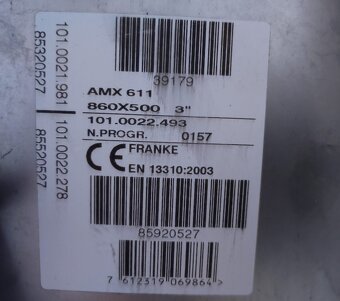 39179
AMX 611
860X500 3"
101.0022.493
N.PROGR. 0157
CE FRANKE
EN 13310:2003
85920527
7 612319 069864 >
101.0021.981
85320527
101.0022.278
85520527